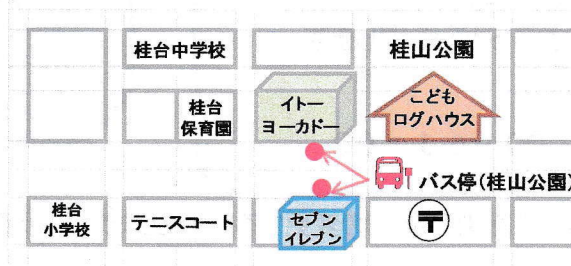 桂台中学校
桂山公園
桂台
保育園
イトー
ヨーカドー
こども
ログハウス
バス停(桂山公園)
桂台
小学校
テニスコート
セブン
イレブン
〒